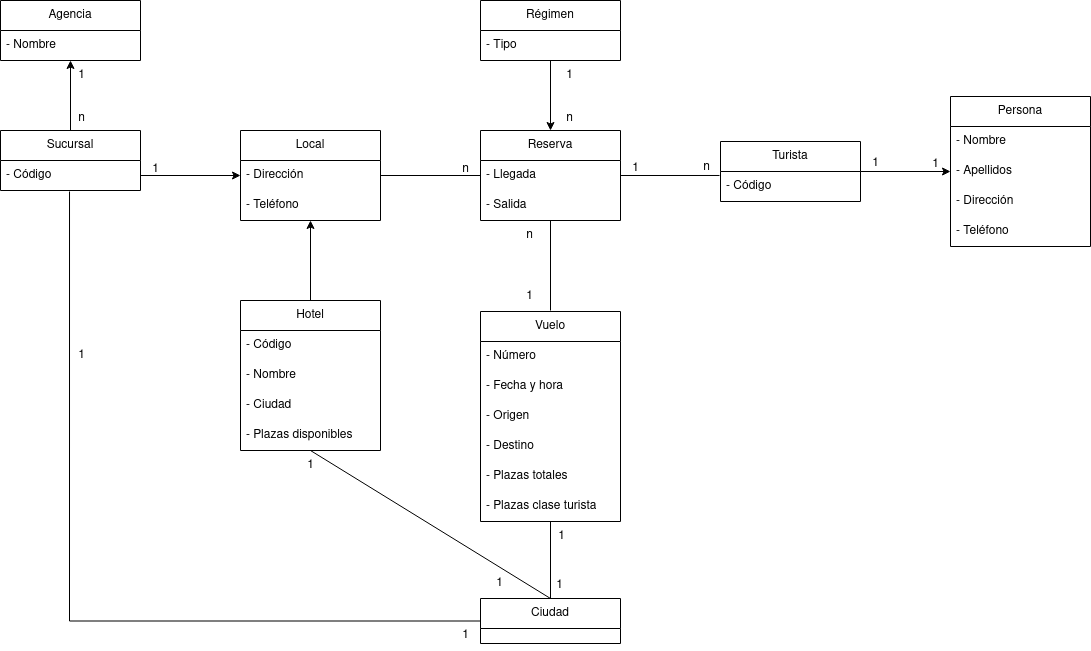 Agencia
- Nombre
1
n
Régimen
- Tipo
1
n
Sucursal
- Código
1
Local
- Dirección
- Teléfono
n
Reserva
- Llegada
- Salida
1
n
Turista
- Código
1
1
Persona
- Nombre
- Apellidos
- Dirección
- Teléfono
n
1
Hotel
- Código
- Nombre
- Ciudad
- Plazas disponibles
1
Vuelo
- Número
- Fecha y hora
- Origen
- Destino
- Plazas totales
- Plazas clase turista
1
1
1
1
Ciudad
1